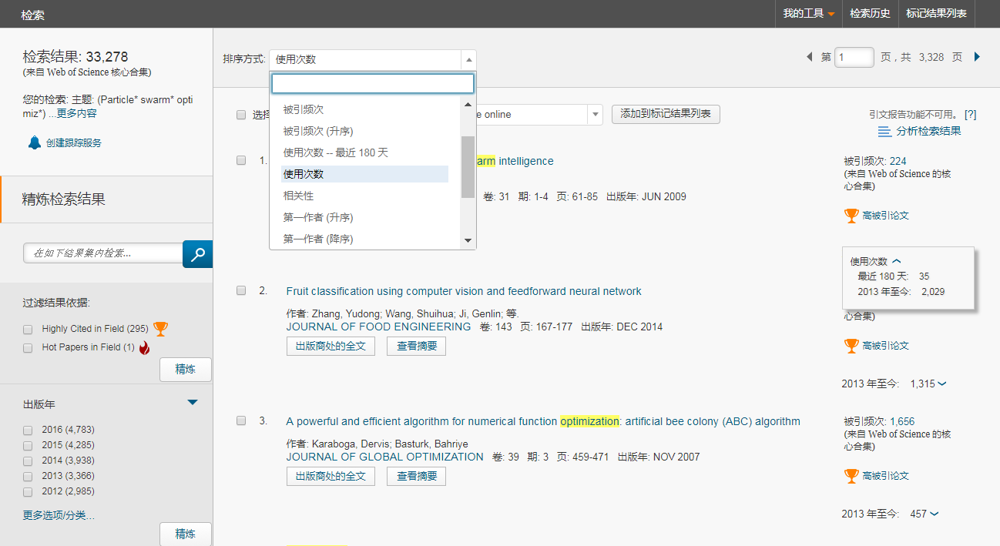 检索
我的工具
检索历史
标记结果列表
检索结果: 33,278
(来自 Web of Science 核心合集)
您的检索: 主题: (Particle* swarm* opti
miz*) ...更多内容
创建跟踪服务
精炼检索结果
在如下结果集内检索...
过滤结果依据:
Highly Cited in Field (295)
Hot Papers in Field (1)
精炼
出版年
2016 (4,783)
2015 (4,285)
2014 (3,938)
2013 (3,366)
2012 (2,985)
更多选项/分类...
精炼
排序方式: 使用次数
被引频次
被引频次 (升序)
使用次数 -- 最近 180 天
使用次数
相关性
第一作者 (升序)
第一作者 (降序)
第 1 页 , 共 3,328 页
选择
e online
添加到标记结果列表
引文报告功能不可用。 [?]
分析检索结果
1.
arm intelligence
卷: 31 期: 1-4 页: 61-85 出版年: JUN 2009
被引频次: 224
(来自 Web of Science 的核
心合集)
高被引论文
使用次数
最近 180 天: 35
2013 年至今: 2,029
2. Fruit classification using computer vision and feedforward neural network
作者: Zhang, Yudong; Wang, Shuihua; Ji, Genlin; 等.
JOURNAL OF FOOD ENGINEERING 卷: 143 页: 167-177 出版年: DEC 2014
出版商处的全文 查看摘要
心合集)
高被引论文
2013 年至今: 1,315
3. A powerful and efficient algorithm for numerical function optimization: artificial bee colony (ABC) algorithm
作者: Karaboga, Dervis; Basturk, Bahriye
JOURNAL OF GLOBAL OPTIMIZATION 卷: 39 期: 3 页: 459-471 出版年: NOV 2007
出版商处的全文 查看摘要
被引频次: 1,656
(来自 Web of Science 的核
心合集)
高被引论文
2013 年至今: 457